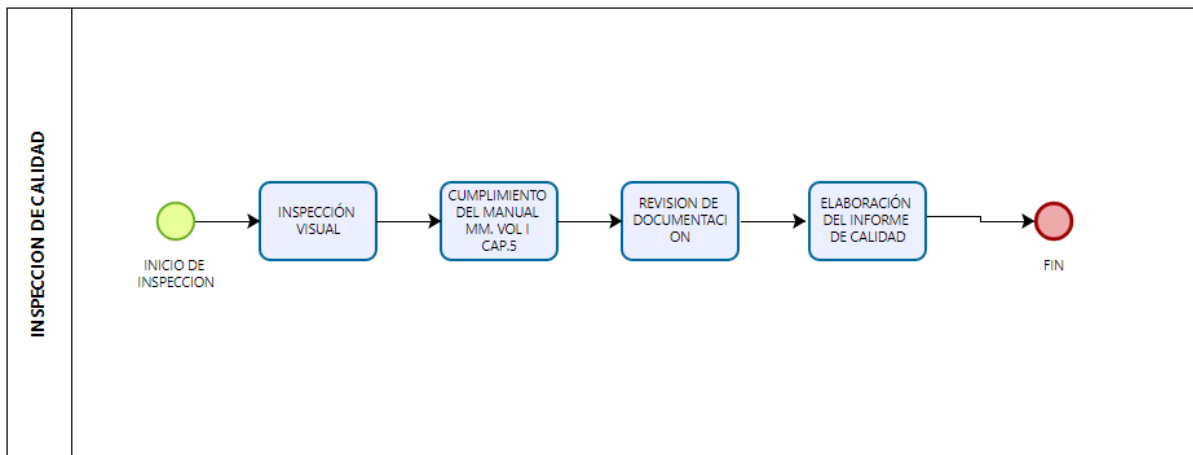 INSPECCION DE CALIDAD
INICIO DE
INSPECCION
INSPECCIÓN
VISUAL
CUMPLIMIENTO
DEL MANUAL
MM. VOL I
CAP.5
REVISION DE
DOCUMENTACI
ON
ELABORACIÓN
DEL INFORME
DE CALIDAD
FIN